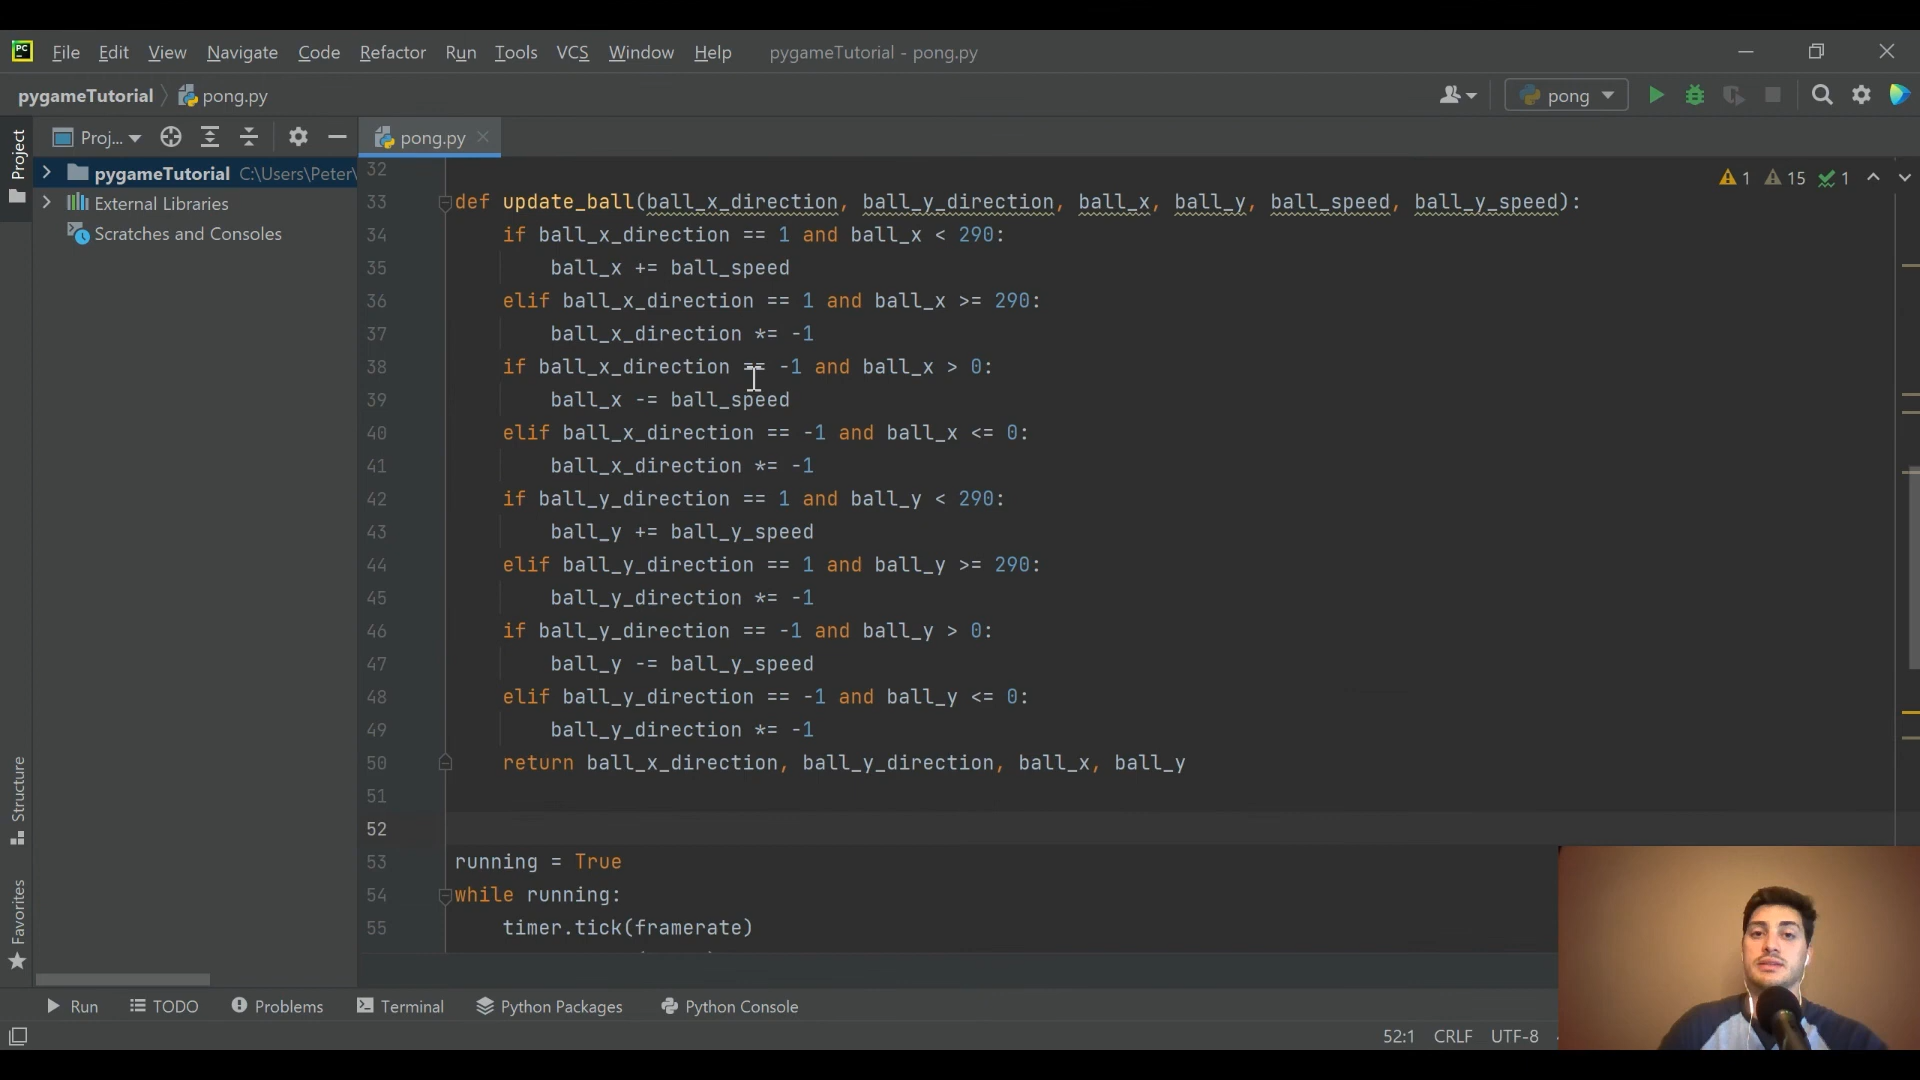 PC File Edit View Navigate Code Refactor Run Tools VCS Window Help pygameTutorial - pong.py
pygameTutorial pong.py pong
Project
Proj...
pong.py
pygameTutorial C:\Users\Peter\
External Libraries
Scratches and Consoles
1 15 1
32
33 def update_ball(ball_x_direction, ball_y_direction, ball_x, ball_y, ball_speed, ball_y_speed):
34 if ball_x_direction == 1 and ball_x < 290:
35 ball_x += ball_speed
36 elif ball_x_direction == 1 and ball_x >= 290:
37 ball_x_direction *= -1
38 if ball_x_direction == -1 and ball_x > 0:
39 ball_x -= ball_speed
40 elif ball_x_direction == -1 and ball_x <= 0:
41 ball_x_direction *= -1
42 if ball_y_direction == 1 and ball_y < 290:
43 ball_y += ball_y_speed
44 elif ball_y_direction == 1 and ball_y >= 290:
45 ball_y_direction *= -1
46 if ball_y_direction == -1 and ball_y > 0:
47 ball_y -= ball_y_speed
48 elif ball_y_direction == -1 and ball_y <= 0:
49 ball_y_direction *= -1
50 return ball_x_direction, ball_y_direction, ball_x, ball_y
51
52
53 running = True
54 while running:
55 timer.tick(framerate)
Structure
Favorites
Run TODO Problems Terminal Python Packages Python Console
52:1 CRLF UTF-8